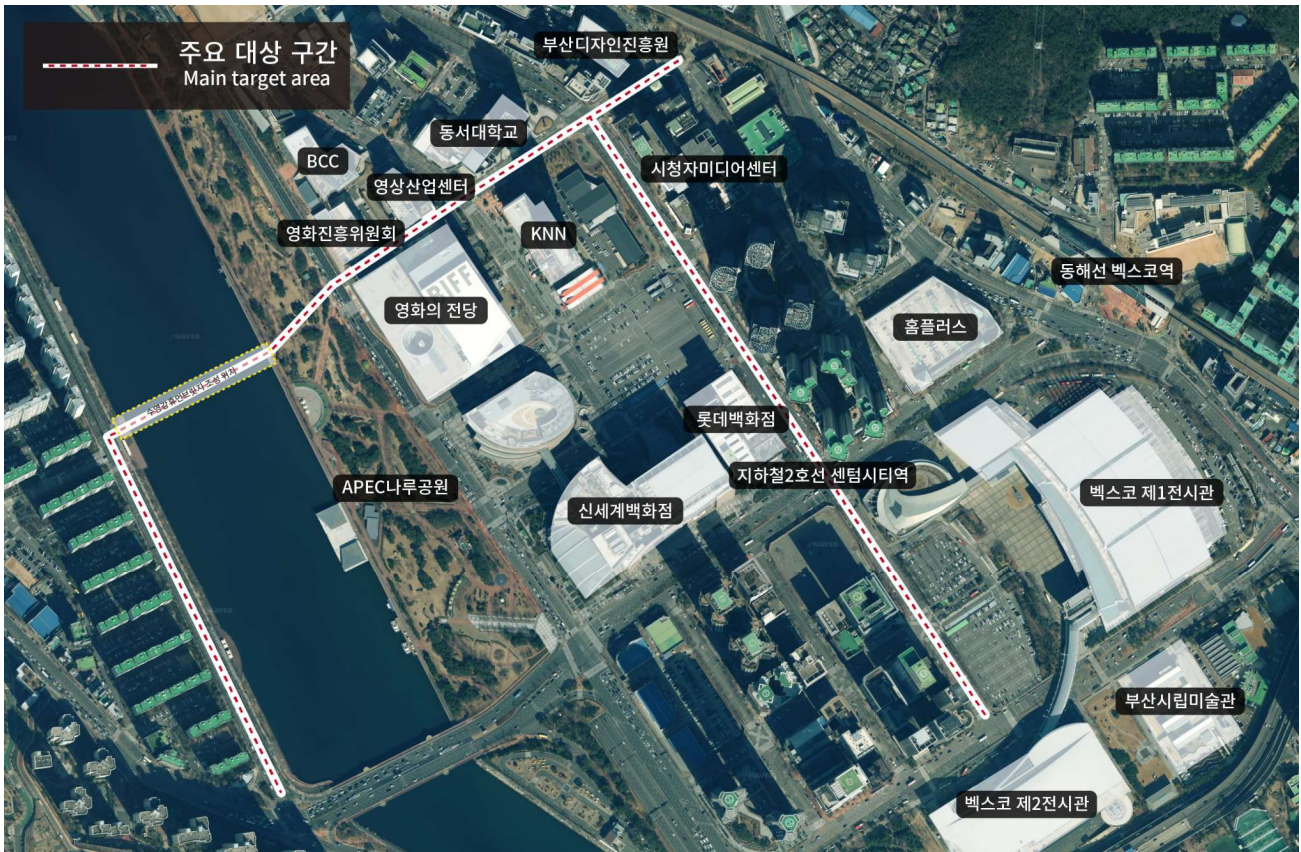 주요 대상 구간
Main target area
부산디자인진흥원
동서대학교
BCC
시청자미디어센터
영상산업센터
영화진흥위원회
KNN
동해선 벡스코역
BIFF
영화의 전당
홈플러스
롯데백화점
지하철2호선 센텀시티역
APEC나루공원
벡스코 제1전시관
신세계백화점
부산시립미술관
벡스코 제2전시관
NAVER
NAVER
NAVER